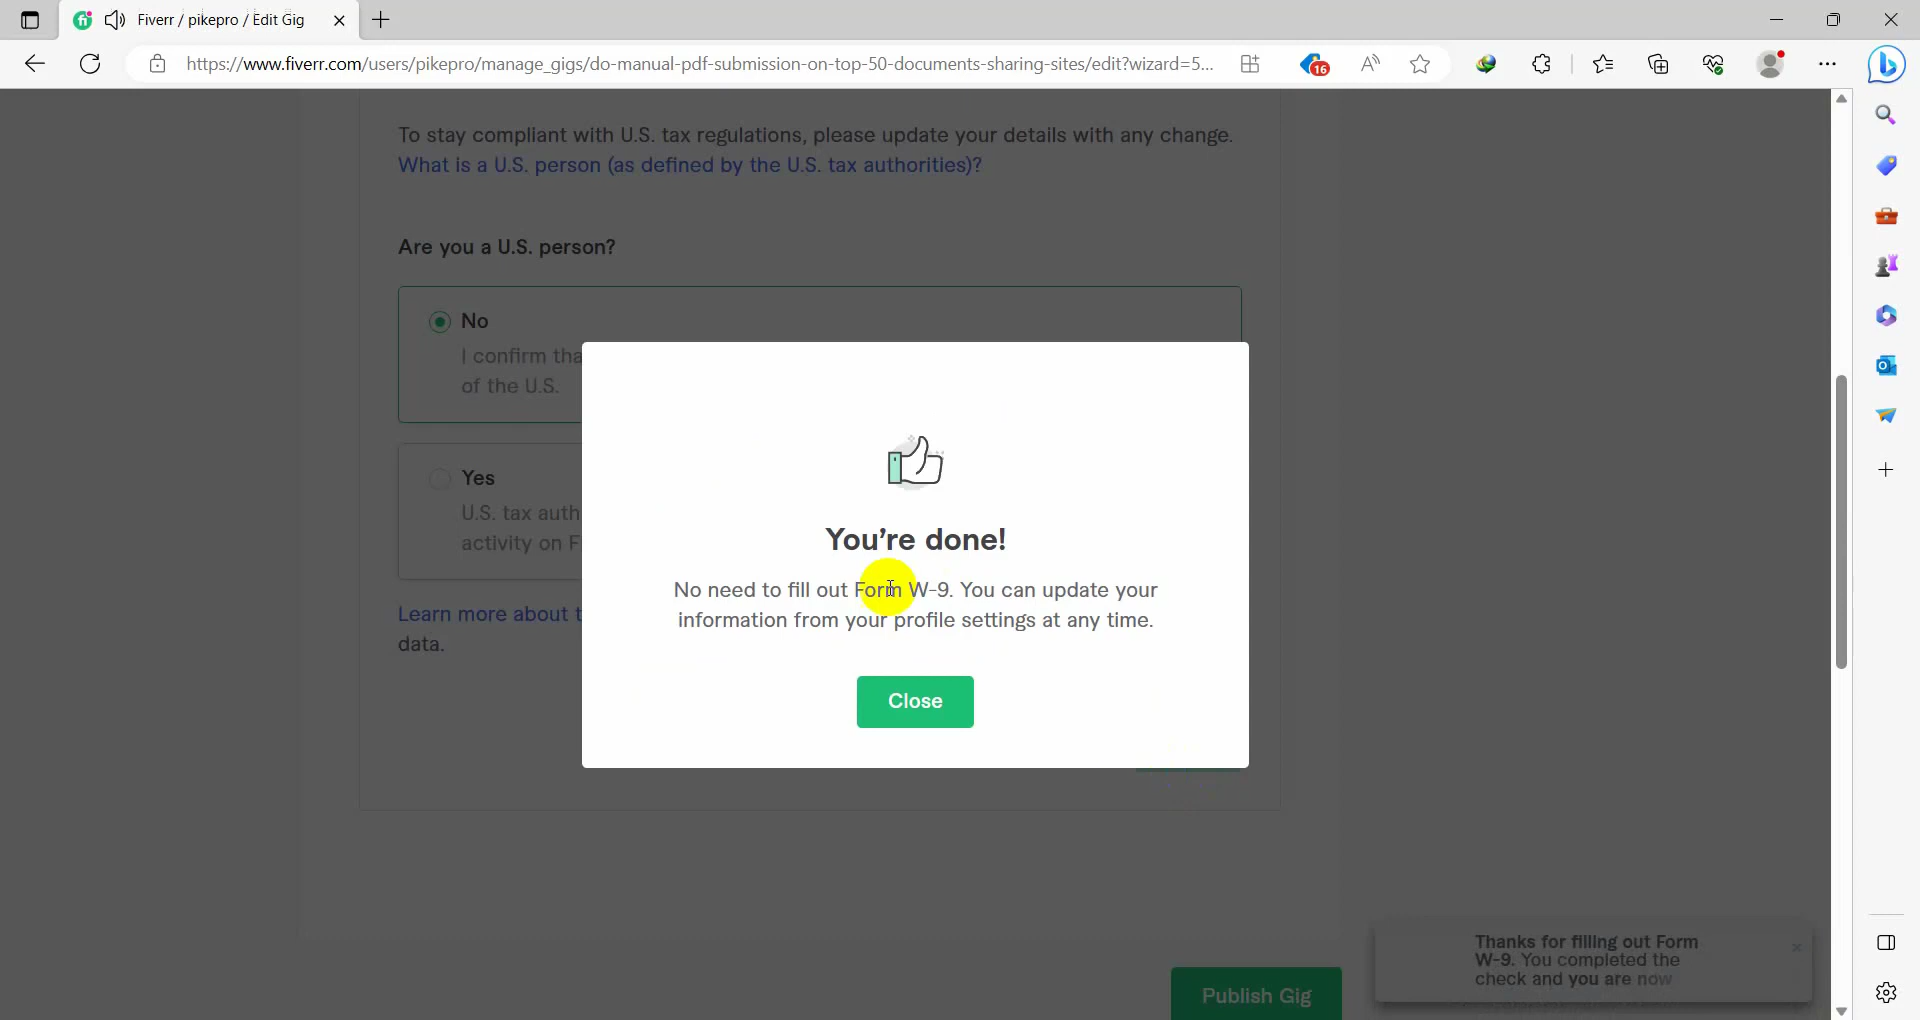 Fiverr / pikepro / Edit Gig
https://www.fiverr.com/users/pikepro/manage_gigs/do-manual-pdf-submission-on-top-50-documents-sharing-sites/edit?wizard=5...
16
To stay compliant with U.S. tax regulations, please update your details with any change.
What is a U.S. person (as defined by the U.S. tax authorities)?
Are you a U.S. person?
No
I confirm tha
of the U.S.
Yes
U.S. tax auth
activity on F
Learn more about t
data.
You're done!
No need to fill out Form W-9. You can update your
information from your profile settings at any time.
Close
Thanks for filling out Form
W-9. You completed the
check and you are now
Publish Gig